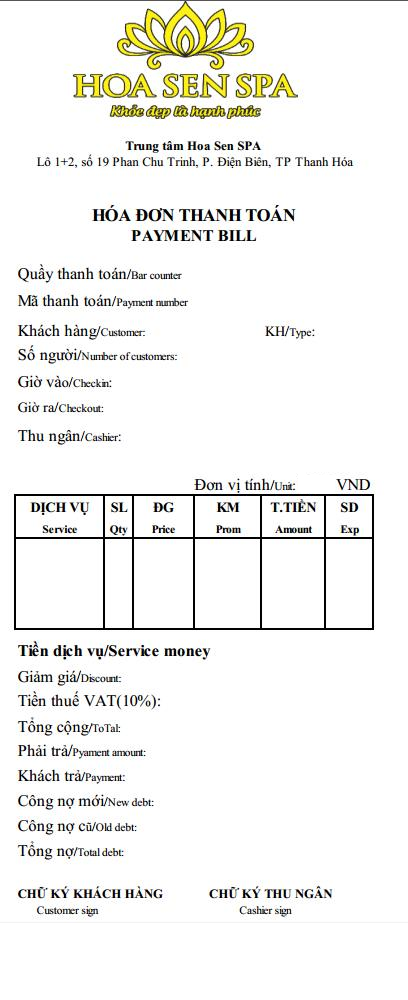 HOA SEN SPA
Khỏe đẹp là hạnh phúc
Trung tâm Hoa Sen SPA
Lô 1+2, số 19 Phan Chu Trinh, P. Điện Biên, TP Thanh Hóa
HÓA ĐƠN THANH TOÁN
PAYMENT BILL
Quầy thanh toán/Bar counter
Mã thanh toán/Payment number
Khách hàng/Customer: KH/Type:
Số người/Number of customers:
Giờ vào/Checkin:
Giờ ra/Checkout:
Thu ngân/Cashier:
Đơn vị tính/Unit: VND
DỊCH VỤ SL ĐG KM T.TIỀN SD
Service Qty Price Prom Amount Exp
Tiền dịch vụ/Service money
Giảm giá/Discount:
Tiền thuế VAT(10%):
Tổng cộng/ToTal:
Phải trả/Pyament amount:
Khách trả/Payment:
Công nợ mới/New debt:
Công nợ cũ/Old debt:
Tổng nợ/Total debt:
CHỮ KÝ KHÁCH HÀNG CHỮ KÝ THU NGÂN
Customer sign Cashier sign